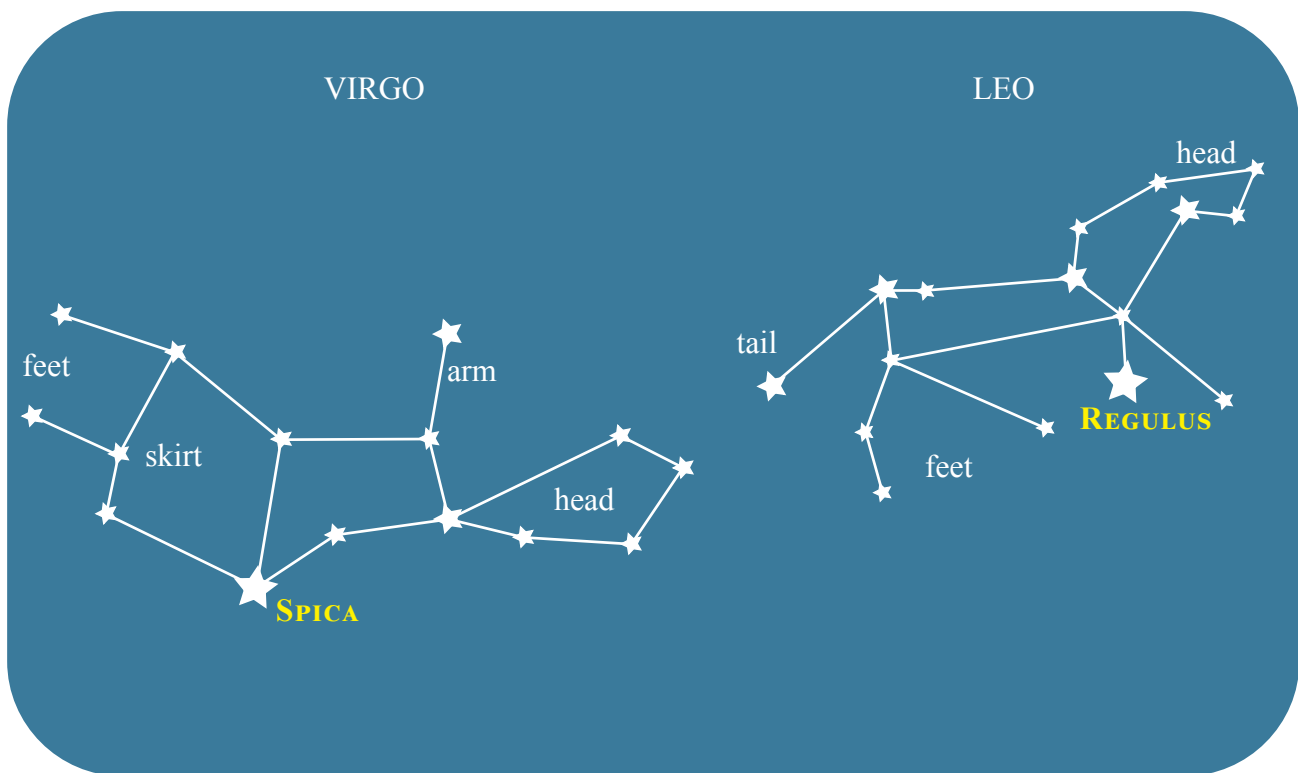 VIRGO
feet
skirt
arm
head
SPICA
LEO
head
tail
REGULUS
feet